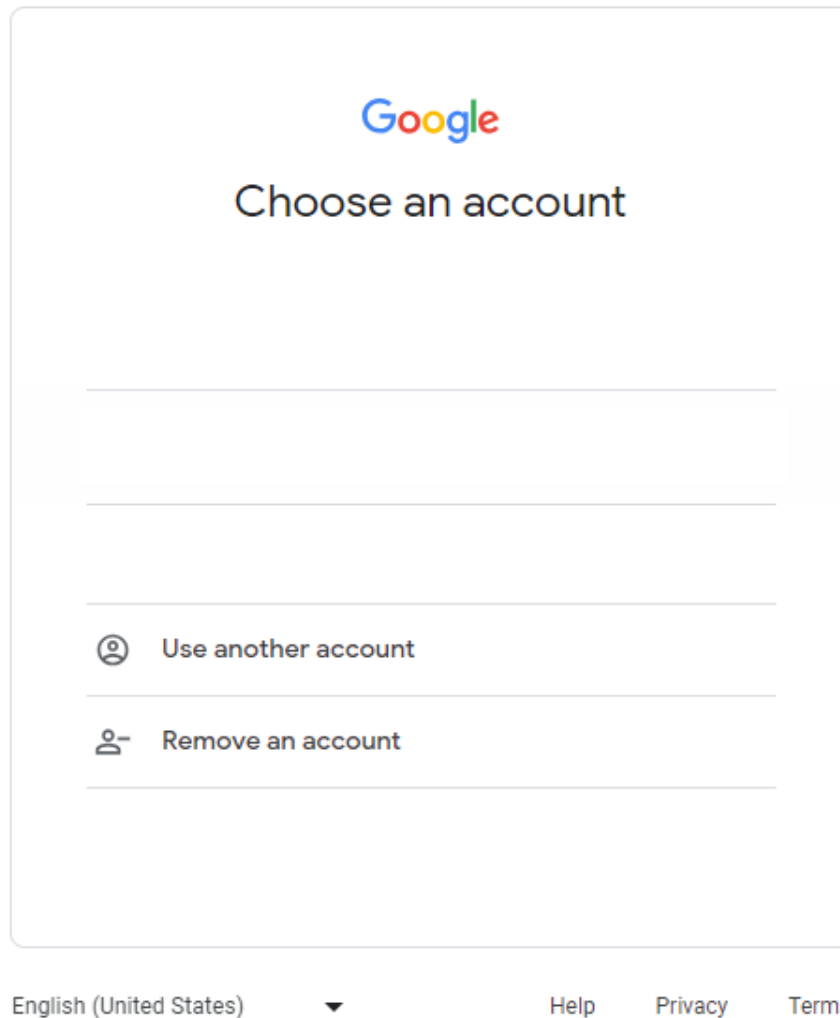 Google
Choose an account
Use another account
Remove an account
English (United States) Help Privacy Term